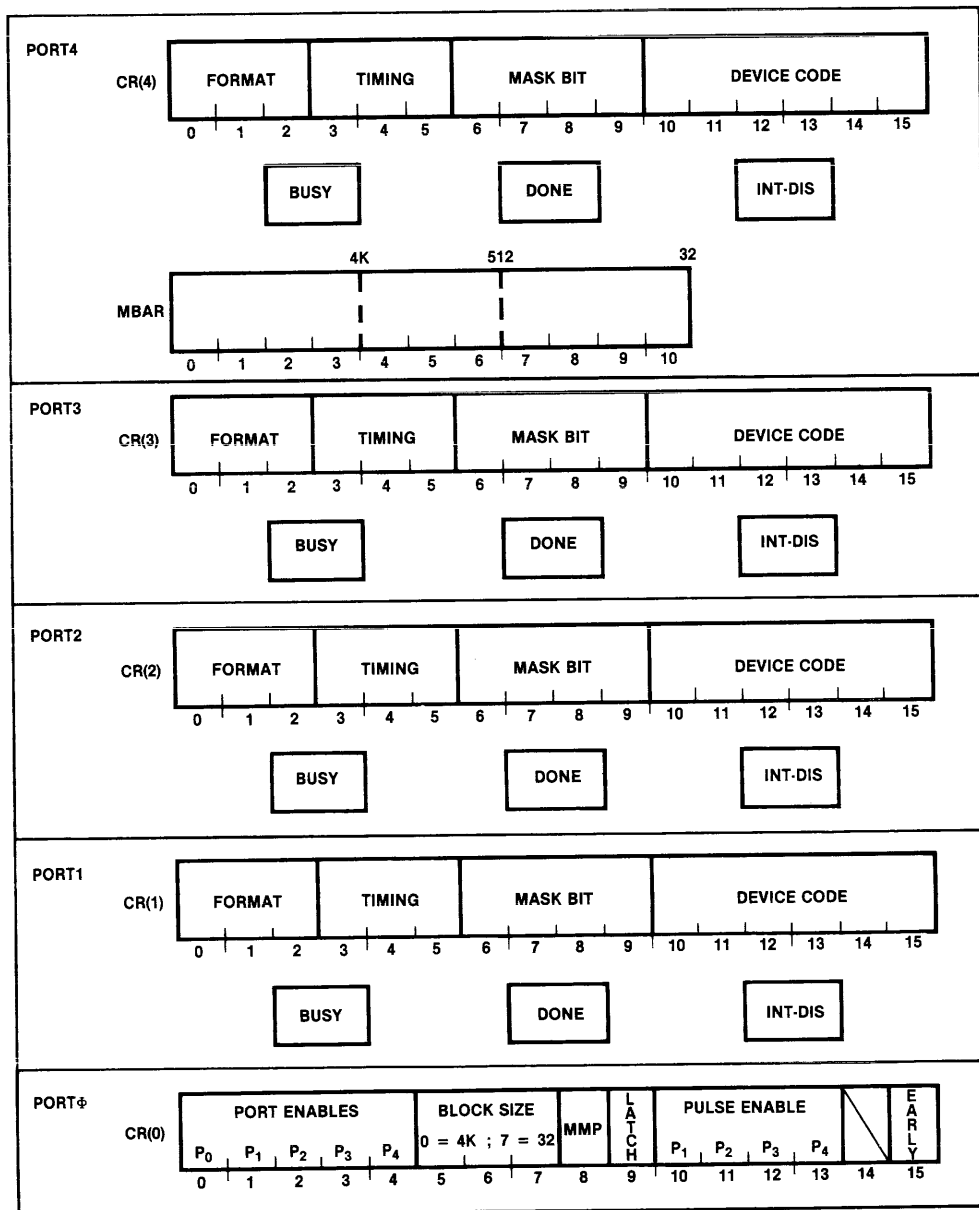 PORT4
CR(4)
FORMAT TIMING MASK BIT DEVICE CODE
0 1 2 3 4 5 6 7 8 9 10 11 12 13 14 15
BUSY DONE INT-DIS
4K 512 32
MBAR
0 1 2 3 4 5 6 7 8 9 10
PORT3
CR(3)
FORMAT TIMING MASK BIT DEVICE CODE
0 1 2 3 4 5 6 7 8 9 10 11 12 13 14 15
BUSY DONE INT-DIS
PORT2
CR(2)
FORMAT TIMING MASK BIT DEVICE CODE
0 1 2 3 4 5 6 7 8 9 10 11 12 13 14 15
BUSY DONE INT-DIS
PORT1
CR(1)
FORMAT TIMING MASK BIT DEVICE CODE
0 1 2 3 4 5 6 7 8 9 10 11 12 13 14 15
BUSY DONE INT-DIS
PORTΦ
CR(0)
PORT ENABLES BLOCK SIZE MMP LATCH PULSE ENABLE EARLY
0 = 4K ; 7 = 32
P0 P1 P2 P3 P4 P1 P2 P3 P4
0 1 2 3 4 5 6 7 8 9 10 11 12 13 14 15